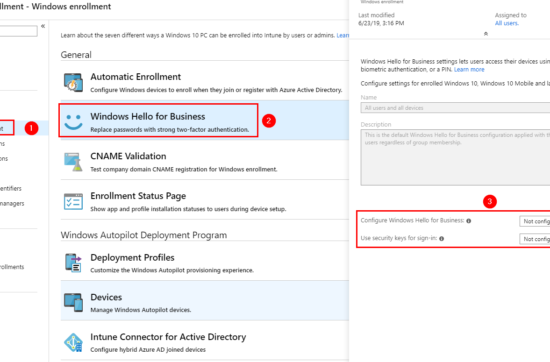 llment - Windows enrollment
«
Learn about the seven different ways a Windows 10 PC can be enrolled into Intune by users or admins. Lear
General
Automatic Enrollment
Configure Windows devices to enroll when they join or register with Azure Active Directory.
1
Windows Hello for Business
Replace passwords with strong two-factor authentication.
2
CNAME Validation
Test company domain CNAME registration for Windows enrollment.
entifiers
managers
Enrollment Status Page
Show app and profile installation statuses to users during device setup.
Windows Autopilot Deployment Program
Deployment Profiles
Customize the Windows Autopilot provisioning experience.
ollments
Devices
Manage Windows Autopilot devices.
Intune Connector for Active Directory
Configure hybrid Azure AD joined devices
Windows enrollment
Last modified
6/23/19, 3:16 PM
Assigned to
All users.
Windows Hello for Business settings lets users access their devices usin
biometric authentication, or a PIN. Learn more
Configure settings for enrolled Windows 10, Windows 10 Mobile and la
Name
All users and all devices
Description
This is the default Windows Hello for Business configuration applied with th
users regardless of group membership.
3
Configure Windows Hello for Business:
Not config
Use security keys for sign-in:
Not config